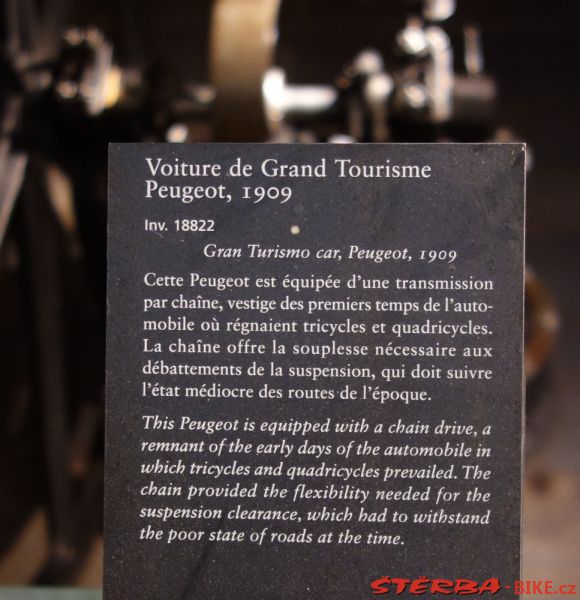 Voiture de Grand Tourisme
Peugeot, 1909
Inv. 18822
Gran Turismo car, Peugeot, 1909
Cette Peugeot est équipée d'une transmission
par chaîne, vestige des premiers temps de l'auto-
mobile où régnaient tricycles et quadricycles.
La chaîne offre la souplesse nécessaire aux
débattements de la suspension, qui doit suivre
l'état médiocre des routes de l'époque.
This Peugeot is equipped with a chain drive, a
remnant of the early days of the automobile in
which tricycles and quadricycles prevailed. The
chain provided the flexibility needed for the
suspension clearance, which had to withstand
the poor state of roads at the time.
ŠTĚRBA-BIKE.cz